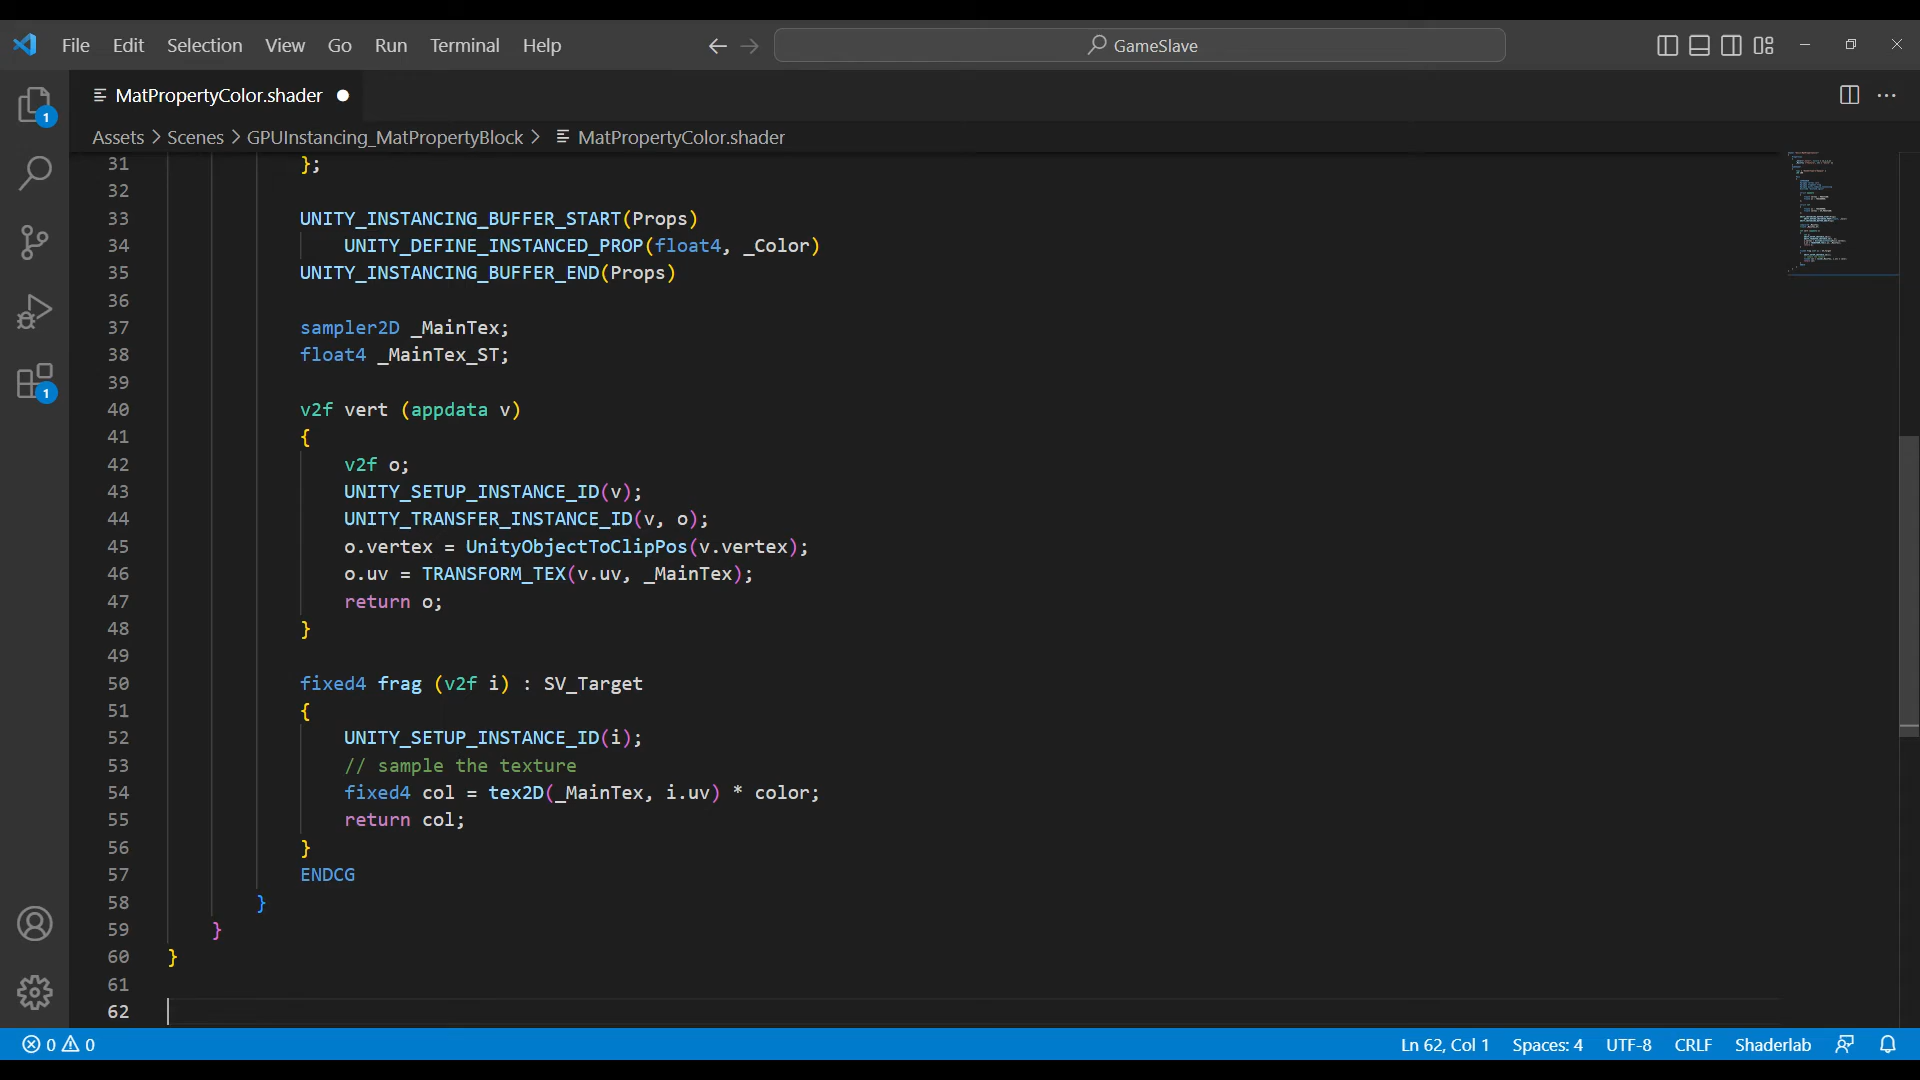 File Edit Selection View Go Run Terminal Help GameSlave
1
MatPropertyColor.shader
Assets > Scenes > GPUInstancing_MatPropertyBlock > MatPropertyColor.shader
31 };
32
33 UNITY_INSTANCING_BUFFER_START(Props)
34 UNITY_DEFINE_INSTANCED_PROP(float4, _Color)
35 UNITY_INSTANCING_BUFFER_END(Props)
36
37 sampler2D _MainTex;
38 float4 _MainTex_ST;
1
39
40 v2f vert (appdata v)
41 {
42 v2f o;
43 UNITY_SETUP_INSTANCE_ID(v);
44 UNITY_TRANSFER_INSTANCE_ID(v, o);
45 o.vertex = UnityObjectToClipPos(v.vertex);
46 o.uv = TRANSFORM_TEX(v.uv, _MainTex);
47 return o;
48 }
49
50 fixed4 frag (v2f i) : SV_Target
51 {
52 UNITY_SETUP_INSTANCE_ID(i);
53 // sample the texture
54 fixed4 col = tex2D(_MainTex, i.uv) * color;
55 return col;
56 }
57 ENDCG
58 }
59 }
60 }
61
62
0 0 Ln 62, Col 1 Spaces: 4 UTF-8 CRLF Shaderlab